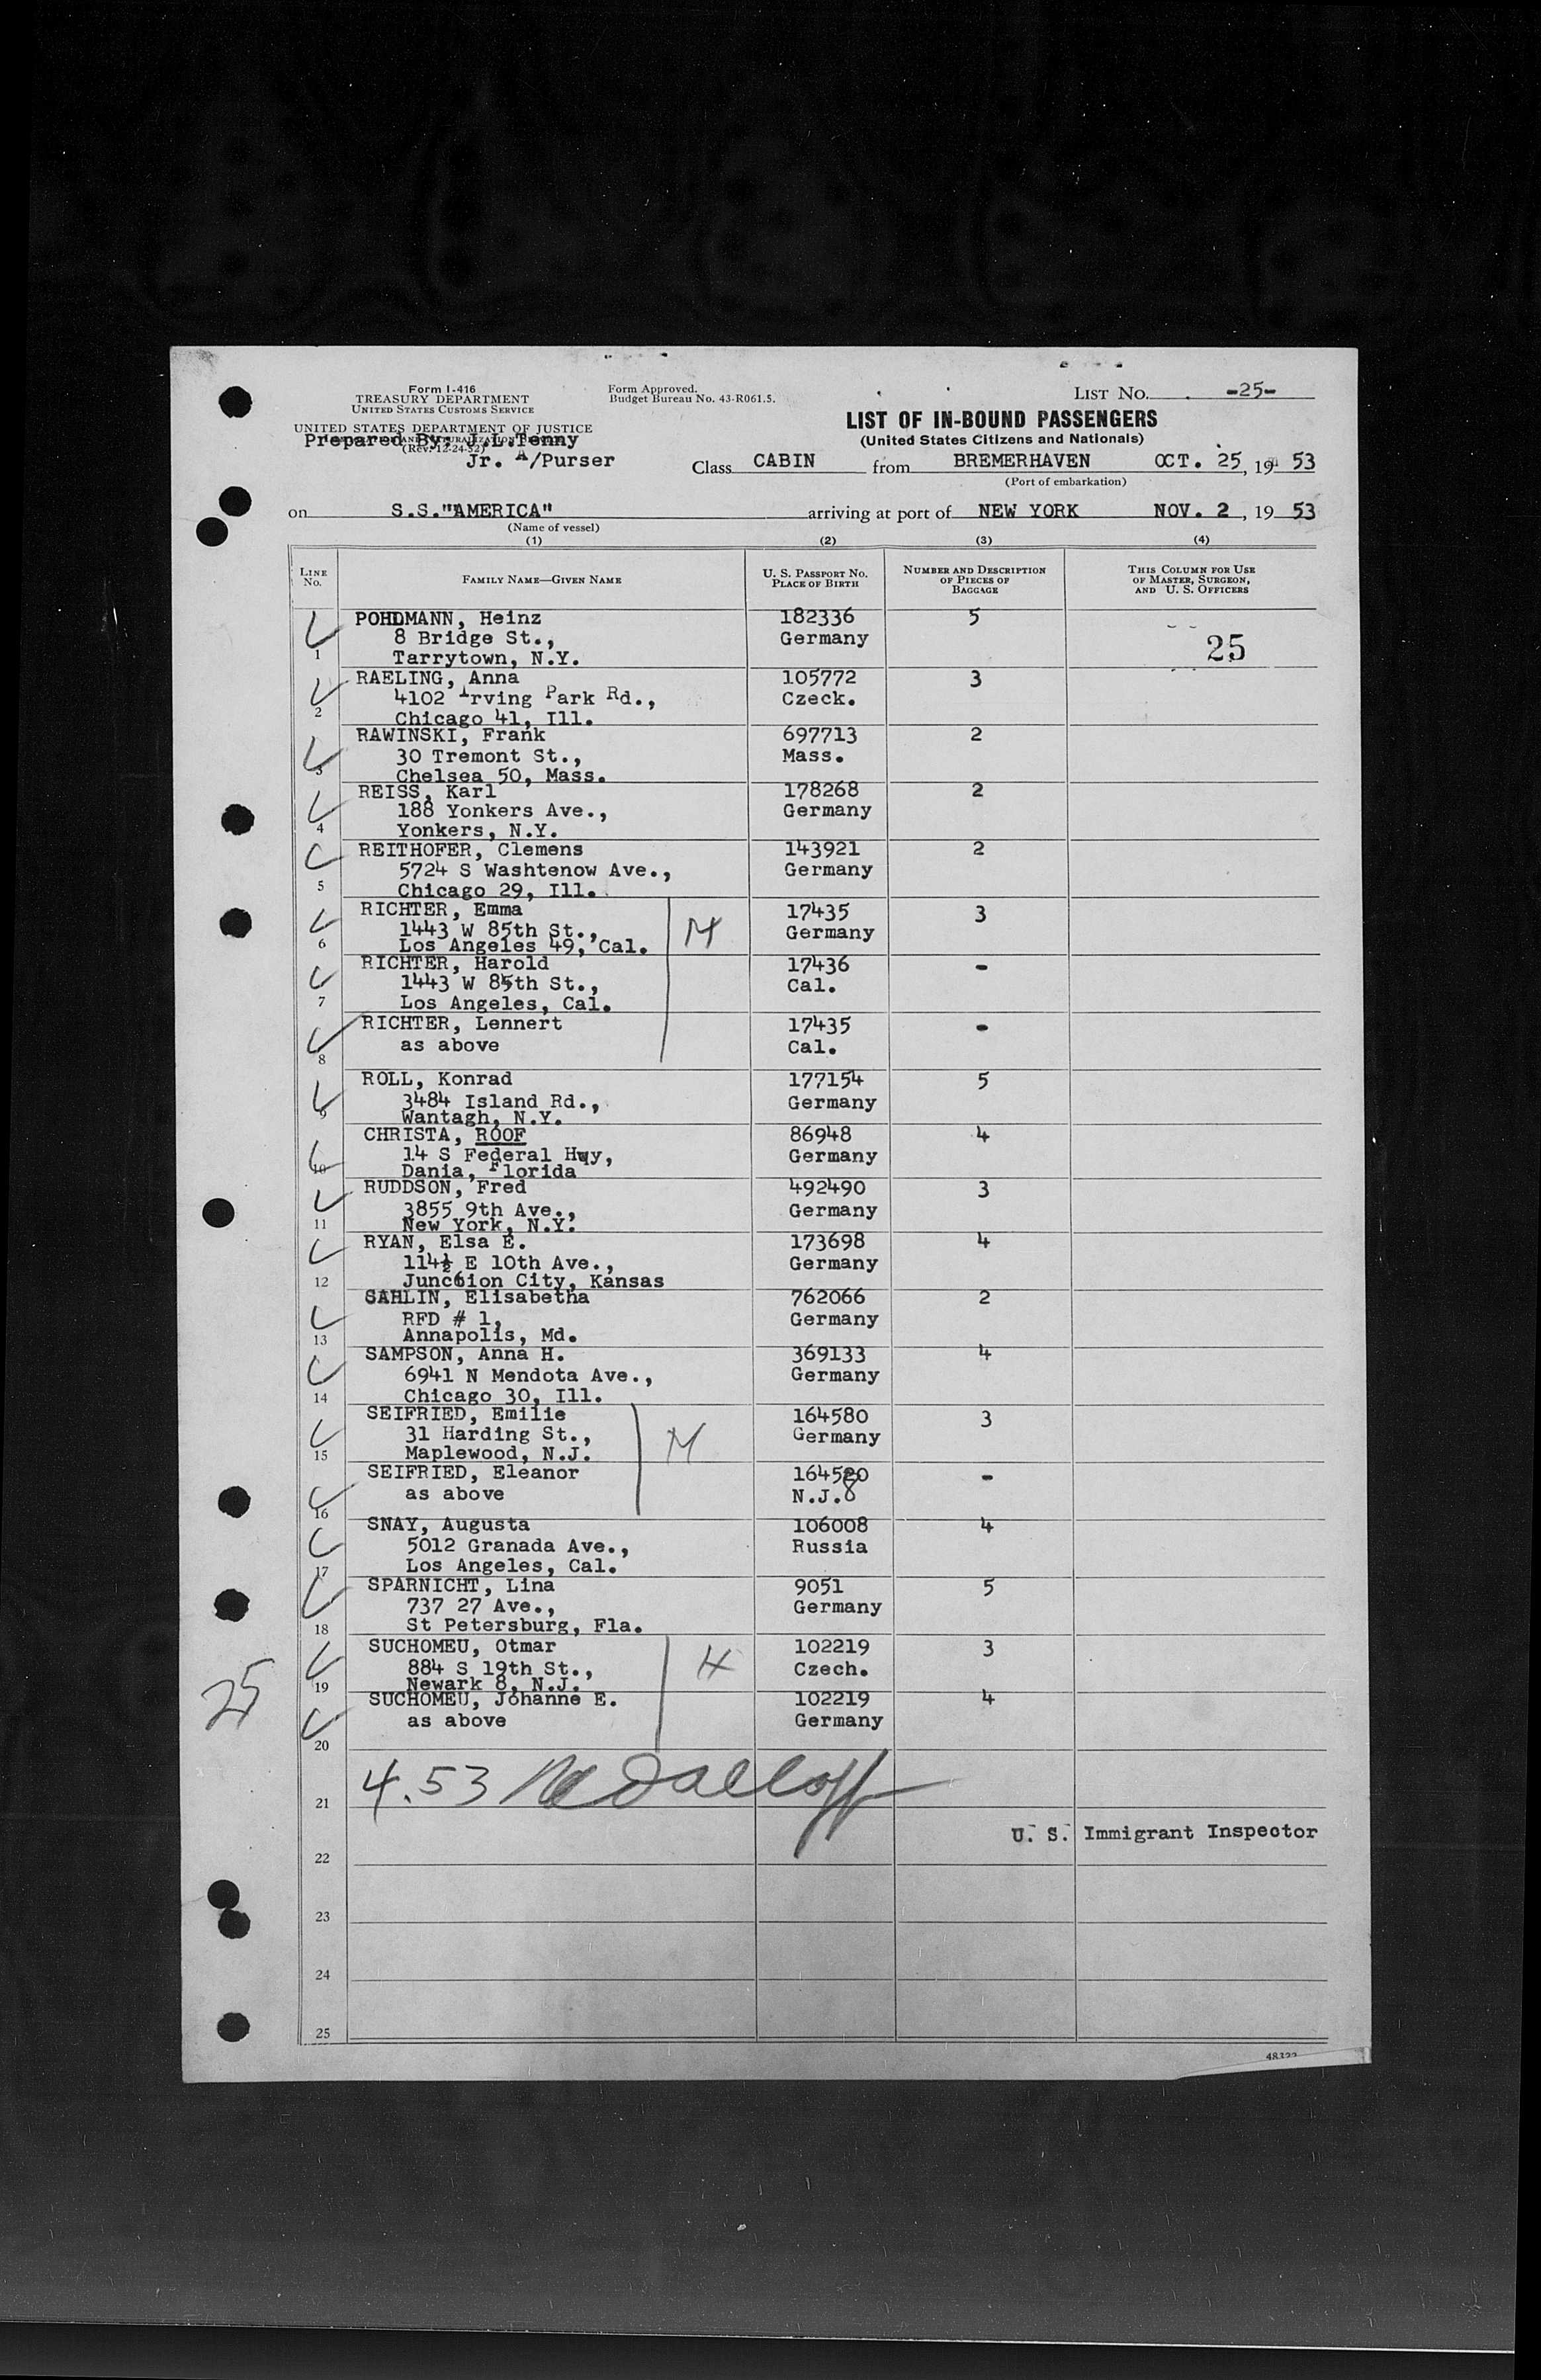 Form I-416
TREASURY DEPARTMENT
UNITED STATES CUSTOMS SERVICE
UNITED STATES DEPARTMENT OF JUSTICE
(Rev. 12-24-52)
Prepared By: J.L.Tenny
Jr. A/Purser
Form Approved.
Budget Bureau No. 43-R061.5.
LIST NO. -25-
LIST OF IN-BOUND PASSENGERS
(United States Citizens and Nationals)
Class CABIN from BREMERHAVEN OCT. 25, 19 53
(Port of embarkation)
on S.S."AMERICA" arriving at port of NEW YORK NOV. 2, 19 53
(Name of vessel)
(1) (2) (3) (4)
LINE NO. FAMILY NAME—GIVEN NAME U. S. PASSPORT NO. PLACE OF BIRTH NUMBER AND DESCRIPTION OF PIECES OF BAGGAGE THIS COLUMN FOR USE OF MASTER, SURGEON, AND U. S. OFFICERS
POHLMANN, Heinz 182336 5
8 Bridge St., Germany 25
1 Tarrytown, N.Y.
RAELING, Anna 105772 3
4102 Irving Park Rd., Czeck.
2 Chicago 41, Ill.
RAWINSKI, Frank 697713 2
30 Tremont St., Mass.
3 Chelsea 50, Mass.
REISS, Karl 178268 2
188 Yonkers Ave., Germany
4 Yonkers, N.Y.
REITHOFER, Clemens 143921 2
5724 S Washtenow Ave., Germany
5 Chicago 29, Ill.
RICHTER, Emma 17435 3
1443 W 85th St., M Germany
6 Los Angeles 49, Cal.
RICHTER, Harold 17436 -
1443 W 85th St., Cal.
7 Los Angeles, Cal.
RICHTER, Lennert 17435 -
as above Cal.
8
ROLL, Konrad 177154 5
3484 Island Rd., Germany
9 Wantagh, N.Y.
CHRISTA, ROOF 86948 4
14 S Federal Hwy, Germany
10 Dania, Florida
RUDDSON, Fred 492490 3
3855 9th Ave., Germany
11 New York, N.Y.
RYAN, Elsa E. 173698 4
114½ E 10th Ave., Germany
12 Junction City, Kansas
SAHLIN, Elisabetha 762066 2
RFD # 1, Germany
13 Annapolis, Md.
SAMPSON, Anna H. 369133 4
6941 N Mendota Ave., Germany
14 Chicago 30, Ill.
SEIFRIED, Emilie 164580 3
31 Harding St., M Germany
15 Maplewood, N.J.
SEIFRIED, Eleanor 164580 -
as above N.J. 8
16
SNAY, Augusta 106008 4
5012 Granada Ave., Russia
17 Los Angeles, Cal.
SPARNICHT, Lina 9051 5
737 27 Ave., Germany
18 St Petersburg, Fla.
SUCHOMEU, Otmar 102219 3
884 S 19th St., Czech.
19 Newark 8, N.J.
25
SUCHOMEU, Johanne E. 102219 4
as above Germany
20
4.53
21
U. S. Immigrant Inspector
22
23
24
25